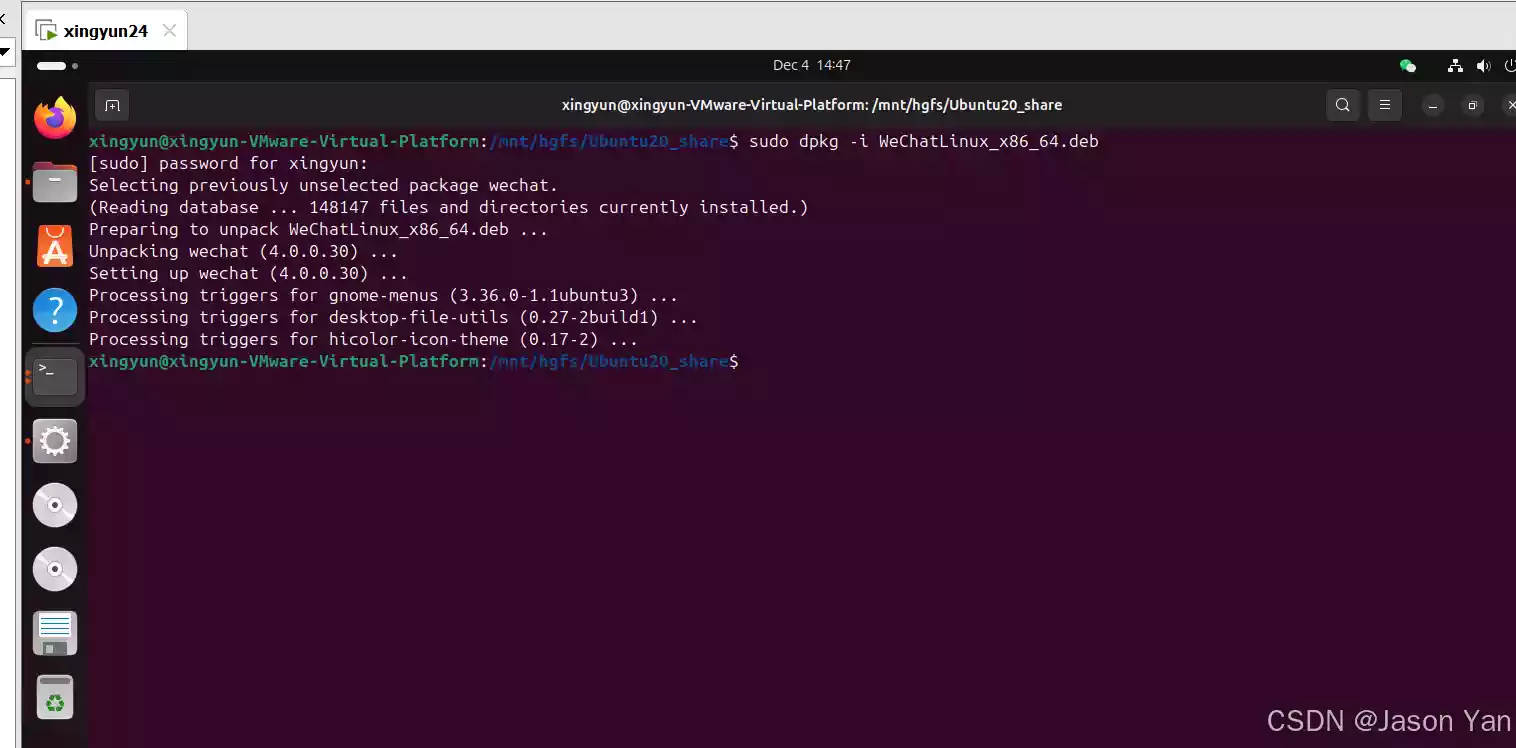 xingyun24
Dec 4 14:47
xingyun@xingyun-VMware-Virtual-Platform: /mnt/hgfs/Ubuntu20_share
xingyun@xingyun-VMware-Virtual-Platform:/mnt/hgfs/Ubuntu20_share$ sudo dpkg -i WeChatLinux_x86_64.deb
[sudo] password for xingyun:
Selecting previously unselected package wechat.
(Reading database ... 148147 files and directories currently installed.)
Preparing to unpack WeChatLinux_x86_64.deb ...
Unpacking wechat (4.0.0.30) ...
Setting up wechat (4.0.0.30) ...
Processing triggers for gnome-menus (3.36.0-1.1ubuntu3) ...
Processing triggers for desktop-file-utils (0.27-2build1) ...
Processing triggers for hicolor-icon-theme (0.17-2) ...
xingyun@xingyun-VMware-Virtual-Platform:/mnt/hgfs/Ubuntu20_share$
CSDN @Jason Yan